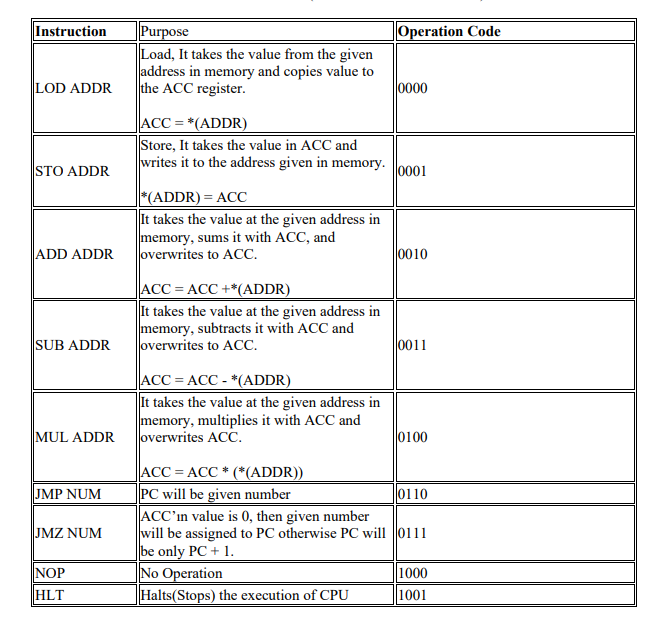 Instruction Purpose Operation Code
Load, It takes the value from the given
address in memory and copies value to
LOD ADDR the ACC register. 0000
ACC = *(ADDR)
Store, It takes the value in ACC and
writes it to the address given in memory.
STO ADDR 0001
*(ADDR) = ACC
It takes the value at the given address in
memory, sums it with ACC, and
ADD ADDR overwrites to ACC. 0010
ACC = ACC +*(ADDR)
It takes the value at the given address in
memory, subtracts it with ACC and
SUB ADDR overwrites to ACC. 0011
ACC = ACC - *(ADDR)
It takes the value at the given address in
memory, multiplies it with ACC and
MUL ADDR overwrites ACC. 0100
ACC = ACC * (*(ADDR))
JMP NUM PC will be given number 0110
ACC’ın value is 0, then given number
JMZ NUM will be assigned to PC otherwise PC will 0111
be only PC + 1.
NOP No Operation 1000
HLT Halts(Stops) the execution of CPU 1001